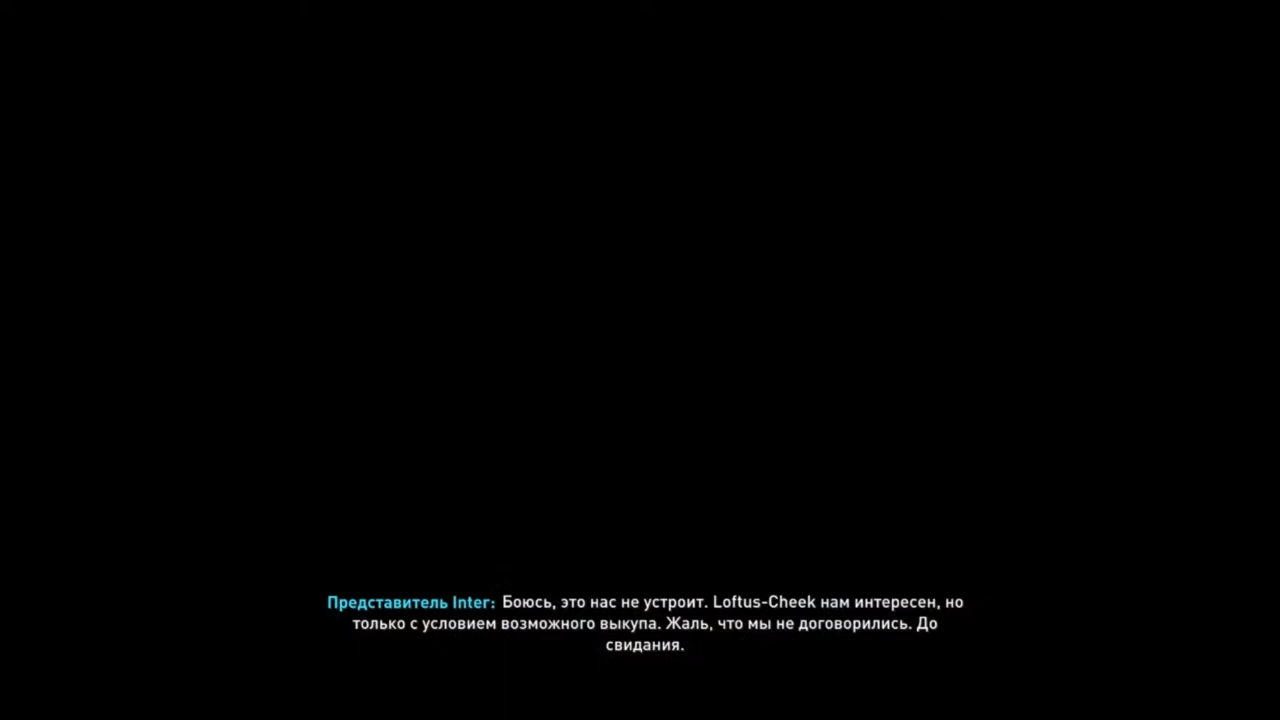 Представитель Inter: Боюсь, это нас не устроит. Loftus-Cheek нам интересен, но
только с условием возможного выкупа. Жаль, что мы не договорились. До
свидания.